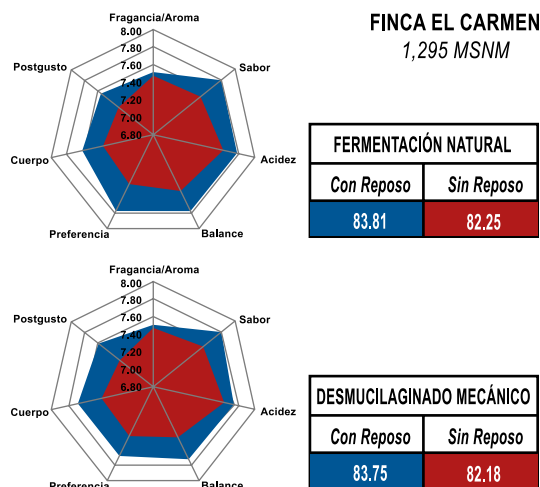 FINCA EL CARMEN
1,295 MSNM
Fragancia/Aroma
8.00
7.80
7.60
7.40
7.20
7.00
6.80
Sabor
Acidez
Balance
Preferencia
Cuerpo
Postgusto
FERMENTACIÓN NATURAL
Con Reposo Sin Reposo
83.81 82.25
Fragancia/Aroma
8.00
7.80
7.60
7.40
7.20
7.00
6.80
Sabor
Acidez
Balance
Preferencia
Cuerpo
Postgusto
DESMUCILAGINADO MECÁNICO
Con Reposo Sin Reposo
83.75 82.18